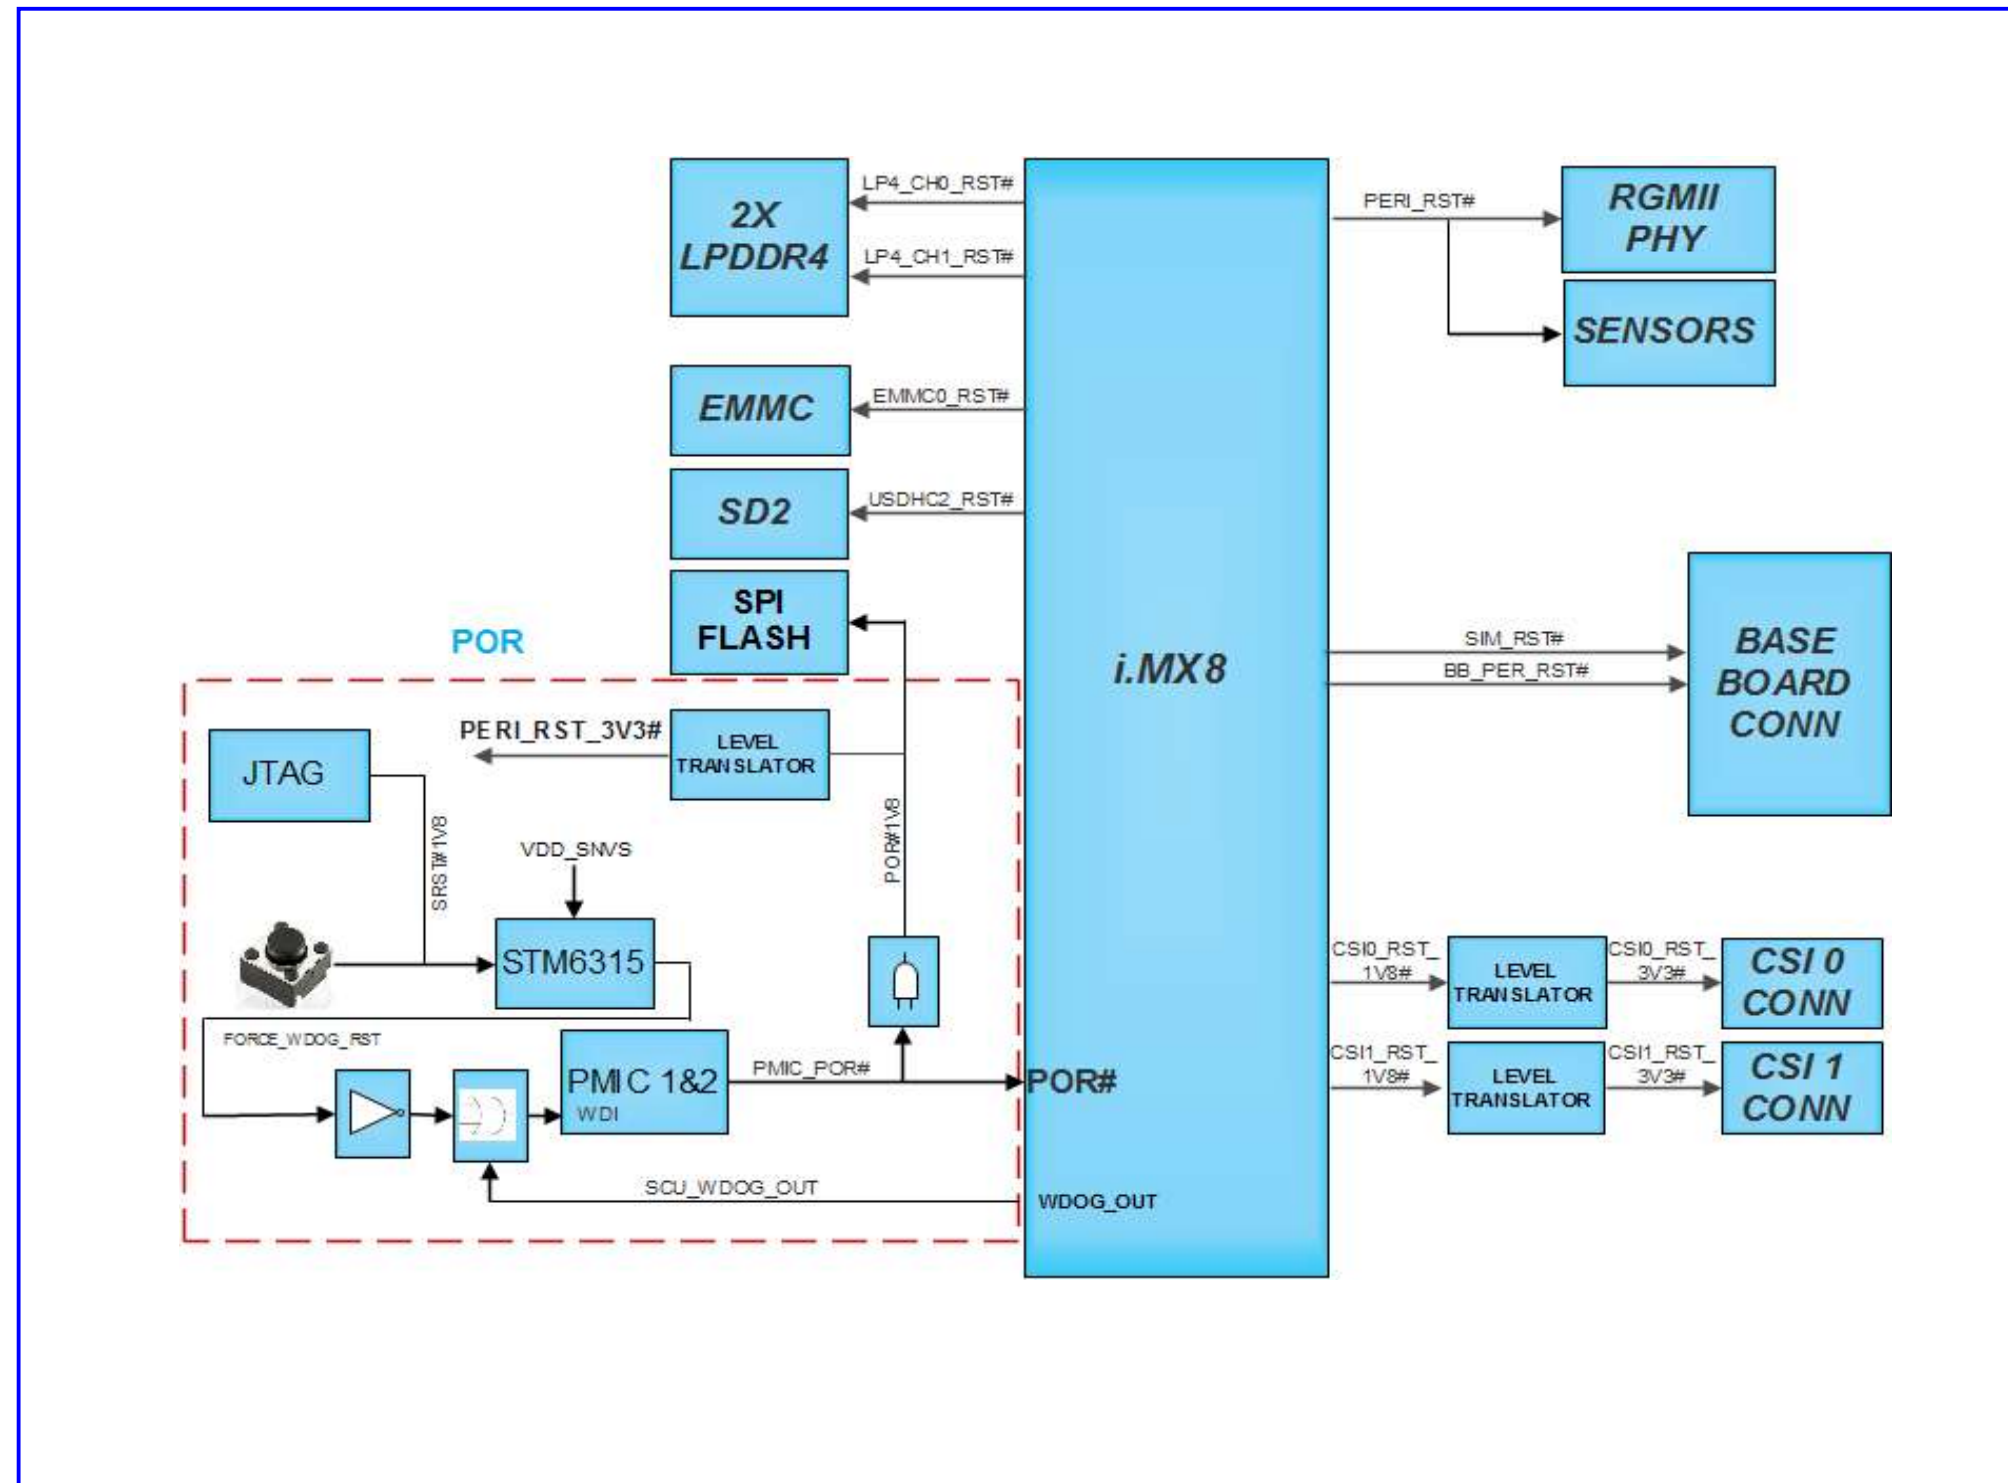 2X
LPDDR4
LP4_CH0_RST#
LP4_CH1_RST#
PERI_RST#
RGMII
PHY
SENSORS
EMMC
EMMC0_RST#
SD2
USDHC2_RST#
SPI
FLASH
POR
i.MX8
SIM_RST#
BB_PER_RST#
BASE
BOARD
CONN
PERI_RST_3V3#
LEVEL
TRANSLATOR
JTAG
SRST#1V8
POR#1V8
VDD_SNVS
STM6315
FORCE_WDOG_RST
PMIC 1&2
WDI
PMIC_POR#
POR#
SCU_WDOG_OUT
WDOG_OUT
CSI0_RST_
1V8#
LEVEL
TRANSLATOR
CSI0_RST_
3V3#
CSI 0
CONN
CSI1_RST_
1V8#
LEVEL
TRANSLATOR
CSI1_RST_
3V3#
CSI 1
CONN